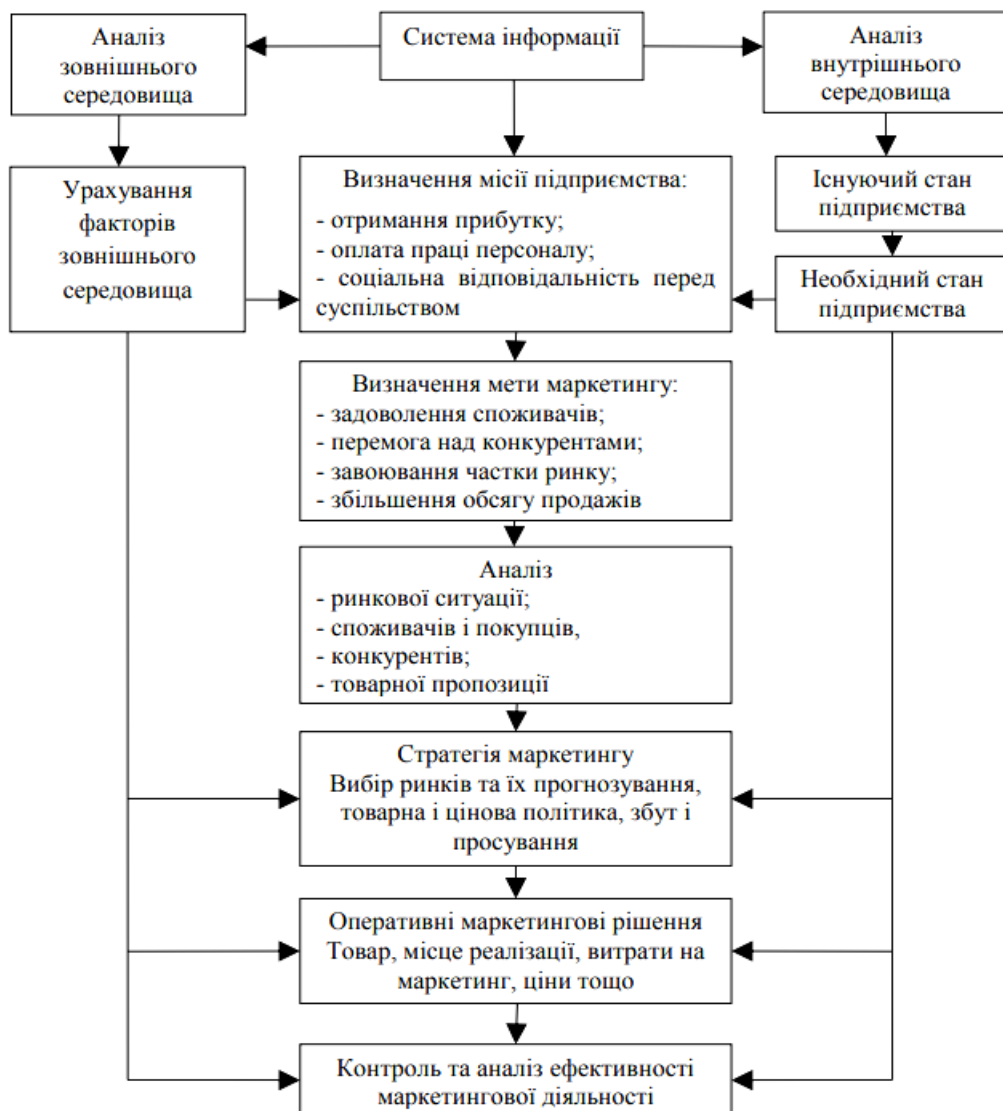 Аналіз
зовнішнього
середовища
Система інформації
Аналіз
внутрішнього
середовища
Урахування
факторів
зовнішнього
середовища
Визначення місії підприємства:
- отримання прибутку;
- оплата праці персоналу;
- соціальна відповідальність перед
суспільством
Існуючий стан
підприємства
Необхідний стан
підприємства
Визначення мети маркетингу:
- задоволення споживачів;
- перемога над конкурентами;
- завоювання частки ринку;
- збільшення обсягу продажів
Аналіз
- ринкової ситуації;
- споживачів і покупців,
- конкурентів;
- товарної пропозиції
Стратегія маркетингу
Вибір ринків та їх прогнозування,
товарна і цінова політика, збут і
просування
Оперативні маркетингові рішення
Товар, місце реалізації, витрати на
маркетинг, ціни тощо
Контроль та аналіз ефективності
маркетингової діяльності